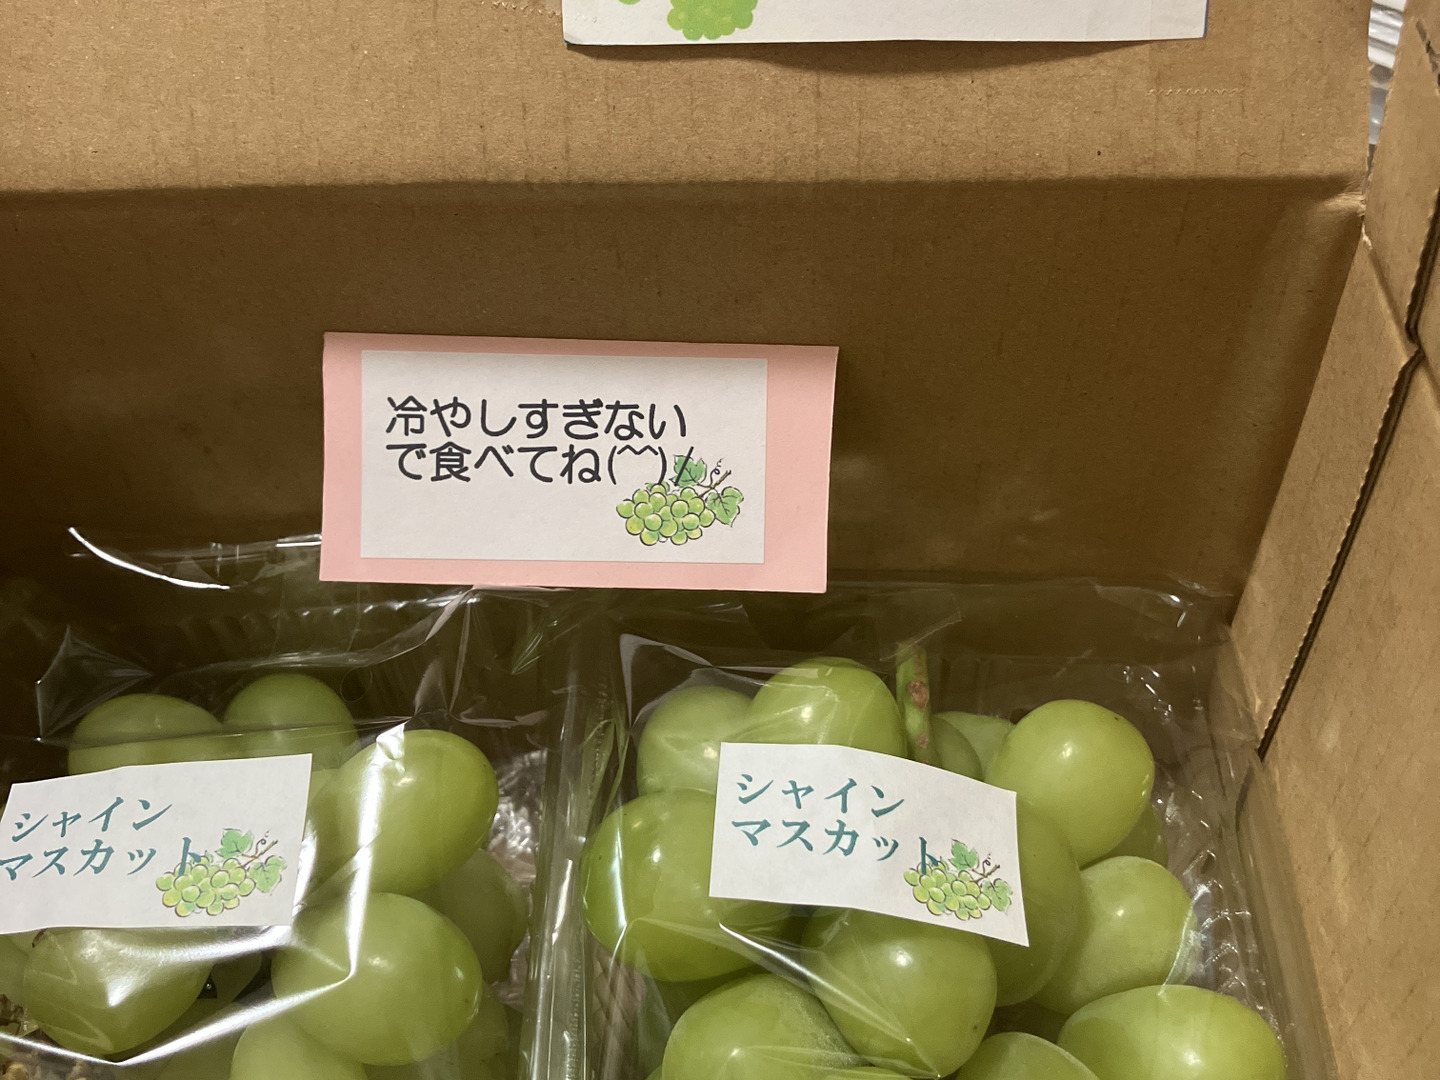 冷やしすぎない
で食べてね(^^)/
シャイン
マスカット
シャイン
マスカット